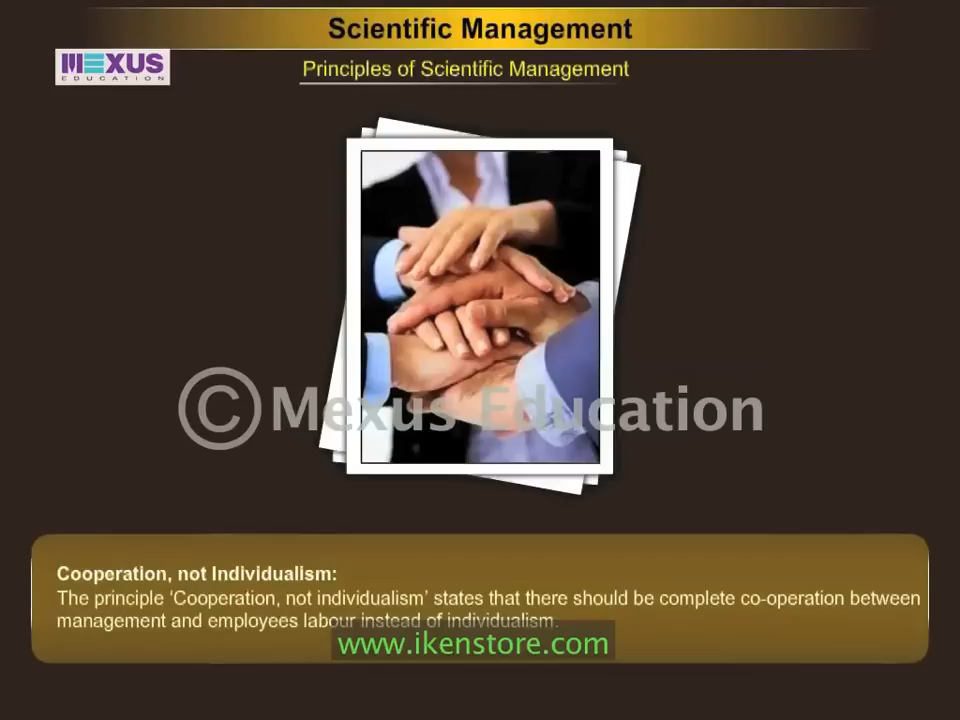 Scientific Management
MEXUS
EDUCATION
Principles of Scientific Management
© Mexus Education
Cooperation, not Individualism:
The principle ‘Cooperation, not individualism’ states that there should be complete co-operation between
management and employees labour instead of individualism.
www.ikenstore.com